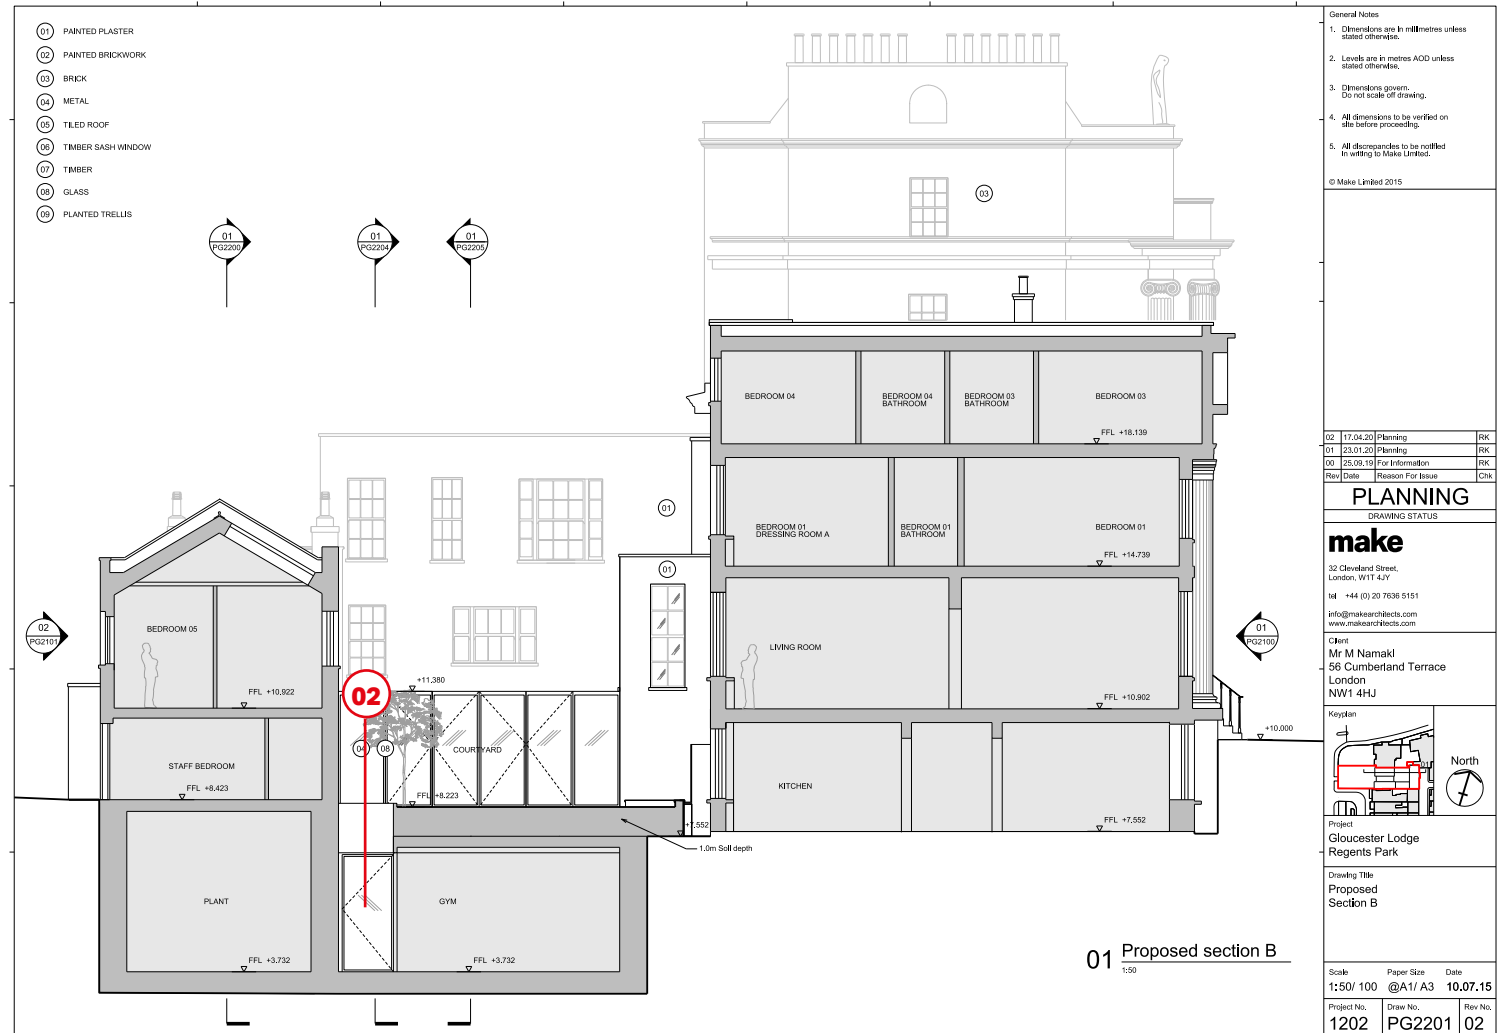 01 PAINTED PLASTER
02 PAINTED BRICKWORK
03 BRICK
04 METAL
05 TILED ROOF
06 TIMBER SASH WINDOW
07 TIMBER
08 GLASS
09 PLANTED TRELLIS
01
PG2200
01
PG2204
01
PG2205
03
BEDROOM 04
BEDROOM 04
BATHROOM
BEDROOM 03
BATHROOM
BEDROOM 03
FFL +18.139
01
BEDROOM 01
DRESSING ROOM A
BEDROOM 01
BATHROOM
BEDROOM 01
FFL +14.739
01
02
PG2101
BEDROOM 05
FFL +10.922
02
+11.380
LIVING ROOM
FFL +10.902
01
PG2100
+10.000
04
08
COURTYARD
STAFF BEDROOM
FFL +8.423
FFL +8.223
KITCHEN
+7.552
FFL +7.552
1.0m Soil depth
PLANT
GYM
FFL +3.732
FFL +3.732
01 Proposed section B
1:50
General Notes
1. Dimensions are in millimetres unless
stated otherwise.
2. Levels are in metres AOD unless
stated otherwise.
3. Dimensions govern.
Do not scale off drawing.
4. All dimensions to be verified on
site before proceeding.
5. All discrepancies to be notified
in writing to Make Limited.
© Make Limited 2015
02 17.04.20 Planning RK
01 23.01.20 Planning RK
00 25.09.19 For Information RK
Rev Date Reason For Issue Chk
PLANNING
DRAWING STATUS
make
32 Cleveland Street,
London, W1T 4JY
tel +44 (0) 20 7636 5151
info@makearchitects.com
www.makearchitects.com
Client
Mr M Namaki
56 Cumberland Terrace
London
NW1 4HJ
Keyplan
01
North
Project
Gloucester Lodge
Regents Park
Drawing Title
Proposed
Section B
Scale Paper Size Date
1:50/ 100 @A1/ A3 10.07.15
Project No. Draw No. Rev No.
1202 PG2201 02